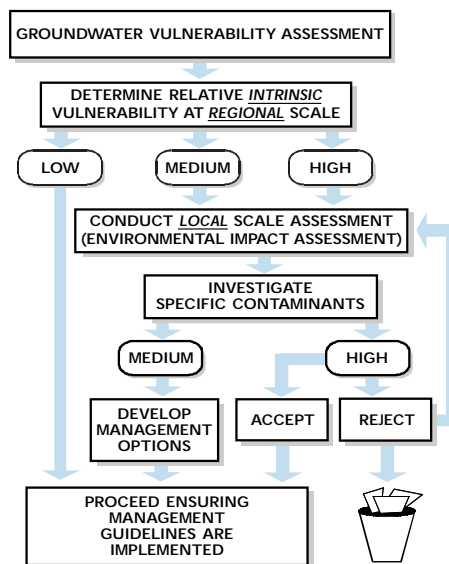 GROUNDWATER VULNERABILITY ASSESSMENT
DETERMINE RELATIVE INTRINSIC
VULNERABILITY AT REGIONAL SCALE
LOW
MEDIUM
HIGH
CONDUCT LOCAL SCALE ASSESSMENT
(ENVIRONMENTAL IMPACT ASSESSMENT)
INVESTIGATE
SPECIFIC CONTAMINANTS
MEDIUM
HIGH
DEVELOP
MANAGEMENT
OPTIONS
ACCEPT
REJECT
PROCEED ENSURING
MANAGEMENT
GUIDELINES ARE
IMPLEMENTED